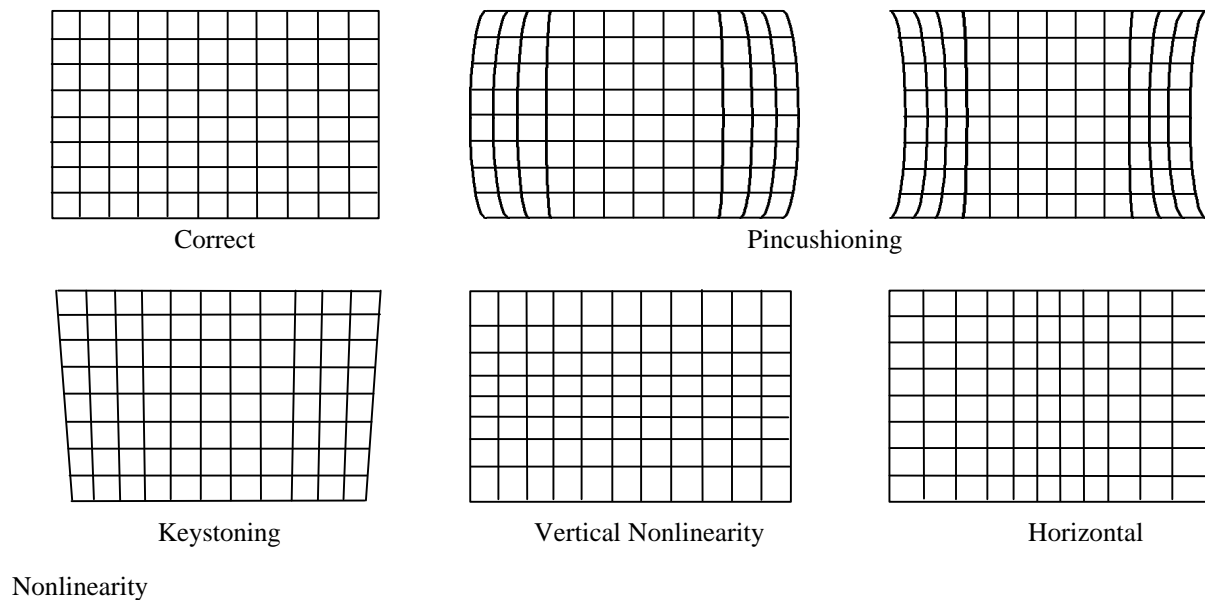 Correct
Pincushioning
Keystoning
Vertical Nonlinearity
Horizontal
Nonlinearity